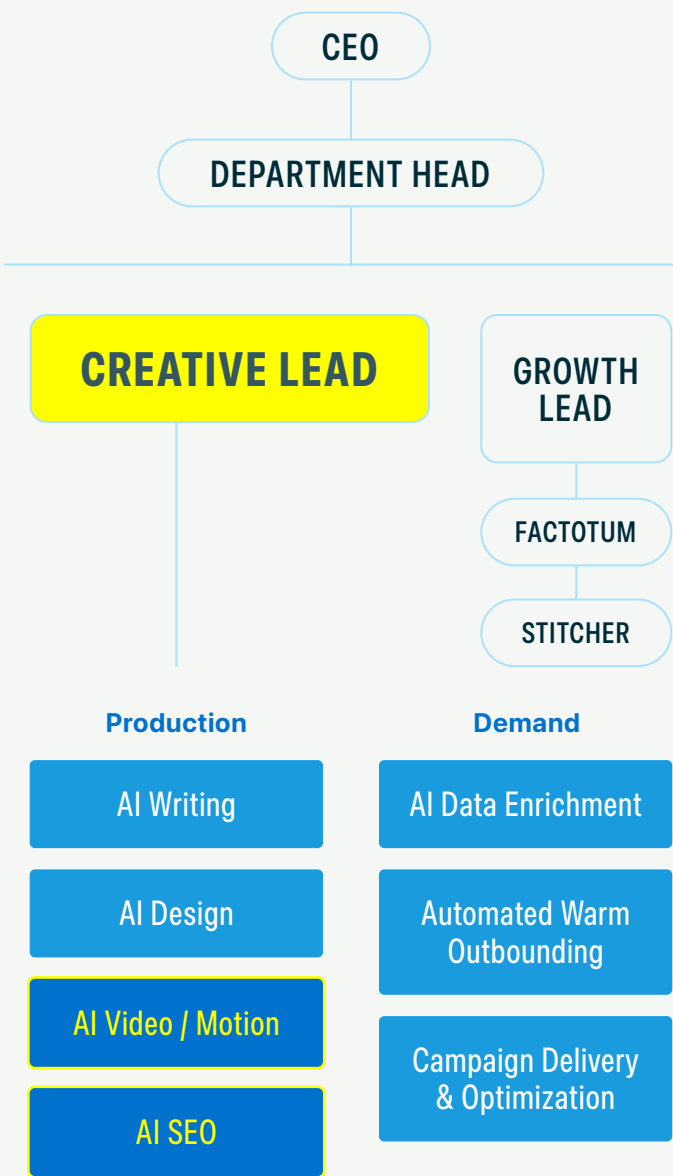 CEO
DEPARTMENT HEAD
CREATIVE LEAD
GROWTH
LEAD
FACTOTUM
STITCHER
Production
AI Writing
AI Design
AI Video / Motion
AI SEO
Demand
AI Data Enrichment
Automated Warm
Outbounding
Campaign Delivery
& Optimization